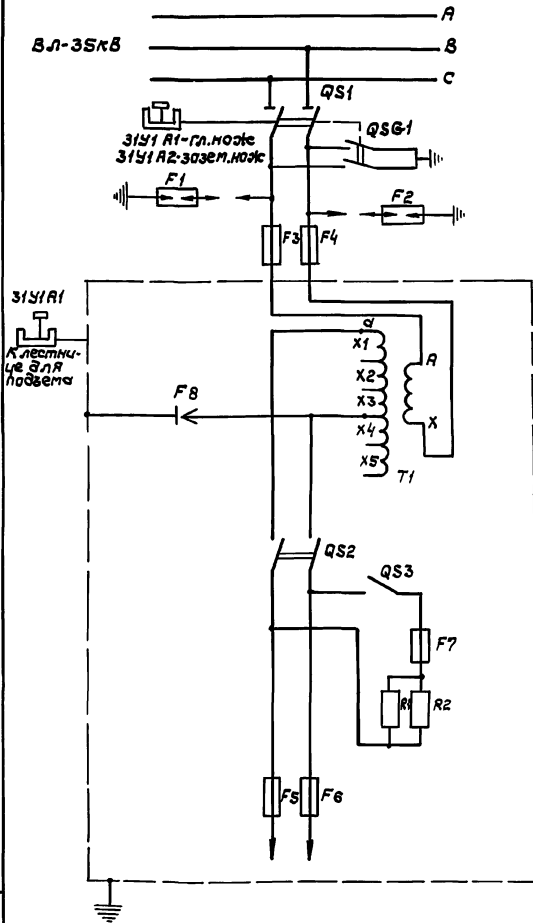 A
ВЛ-35кВ
B
C
QS1
QSG1
31У1 А1-гл.нож
31У1 А2-зазем.нож
F1
F2
F3
F4
31У1А1
К лестни-
це для
подъема
d
X1
X2
X3
X4
X5
A
X
T1
F8
QS2
QS3
F7
R1
R2
F5
F6